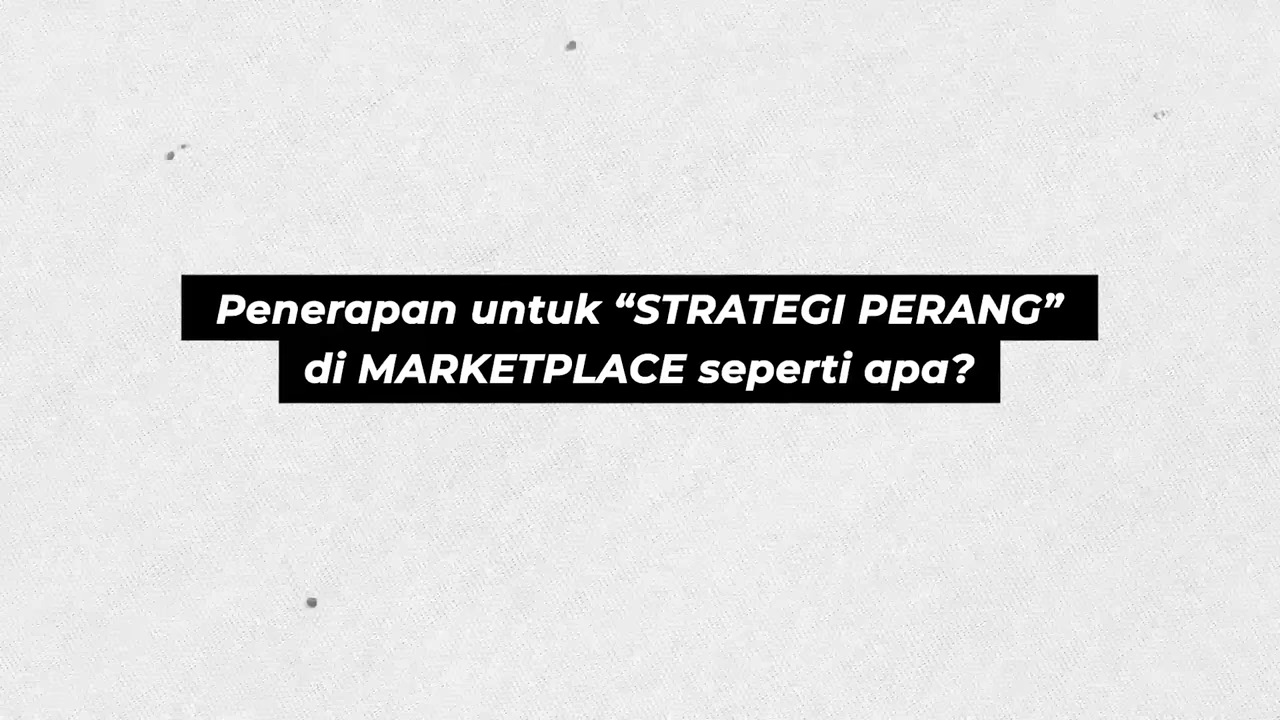 Penerapan untuk “STRATEGI PERANG”
di MARKETPLACE seperti apa?